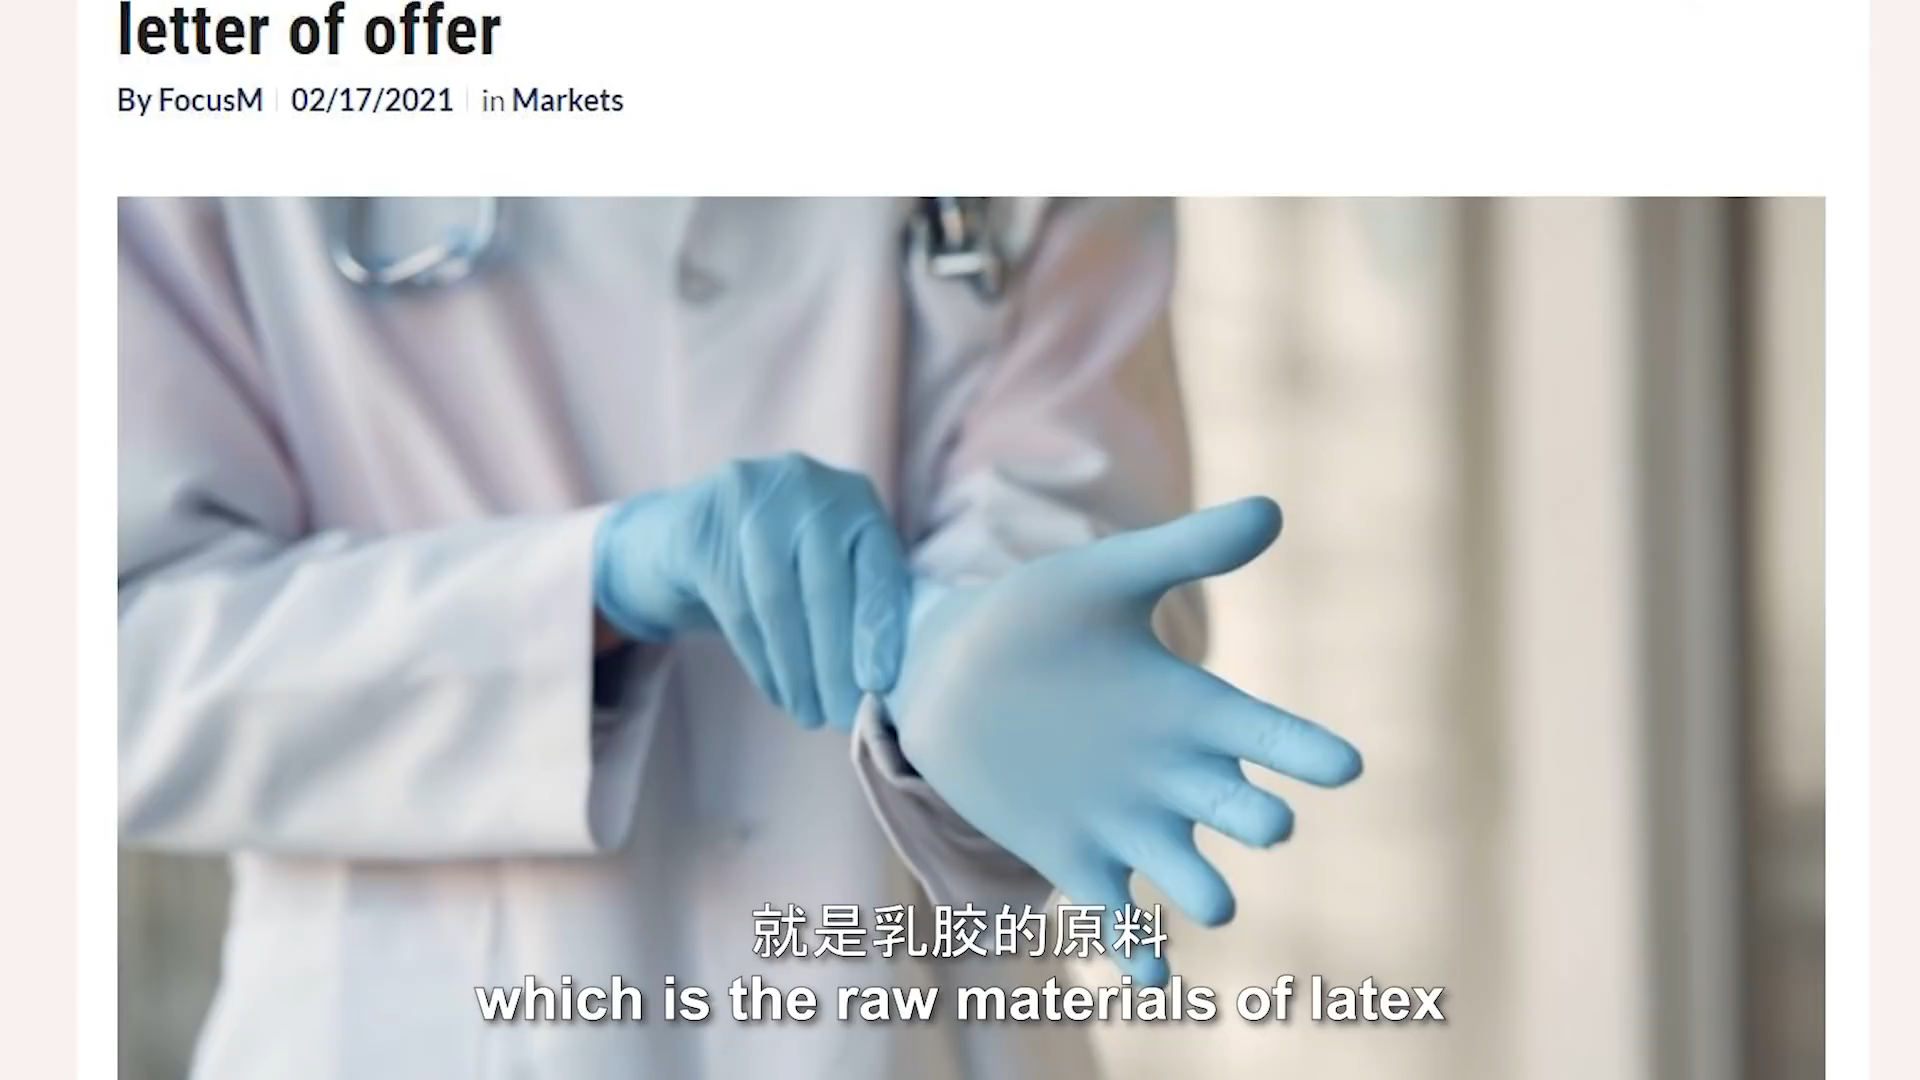 letter of offer
By FocusM 02/17/2021 in Markets
就是乳胶的原料
which is the raw materials of latex